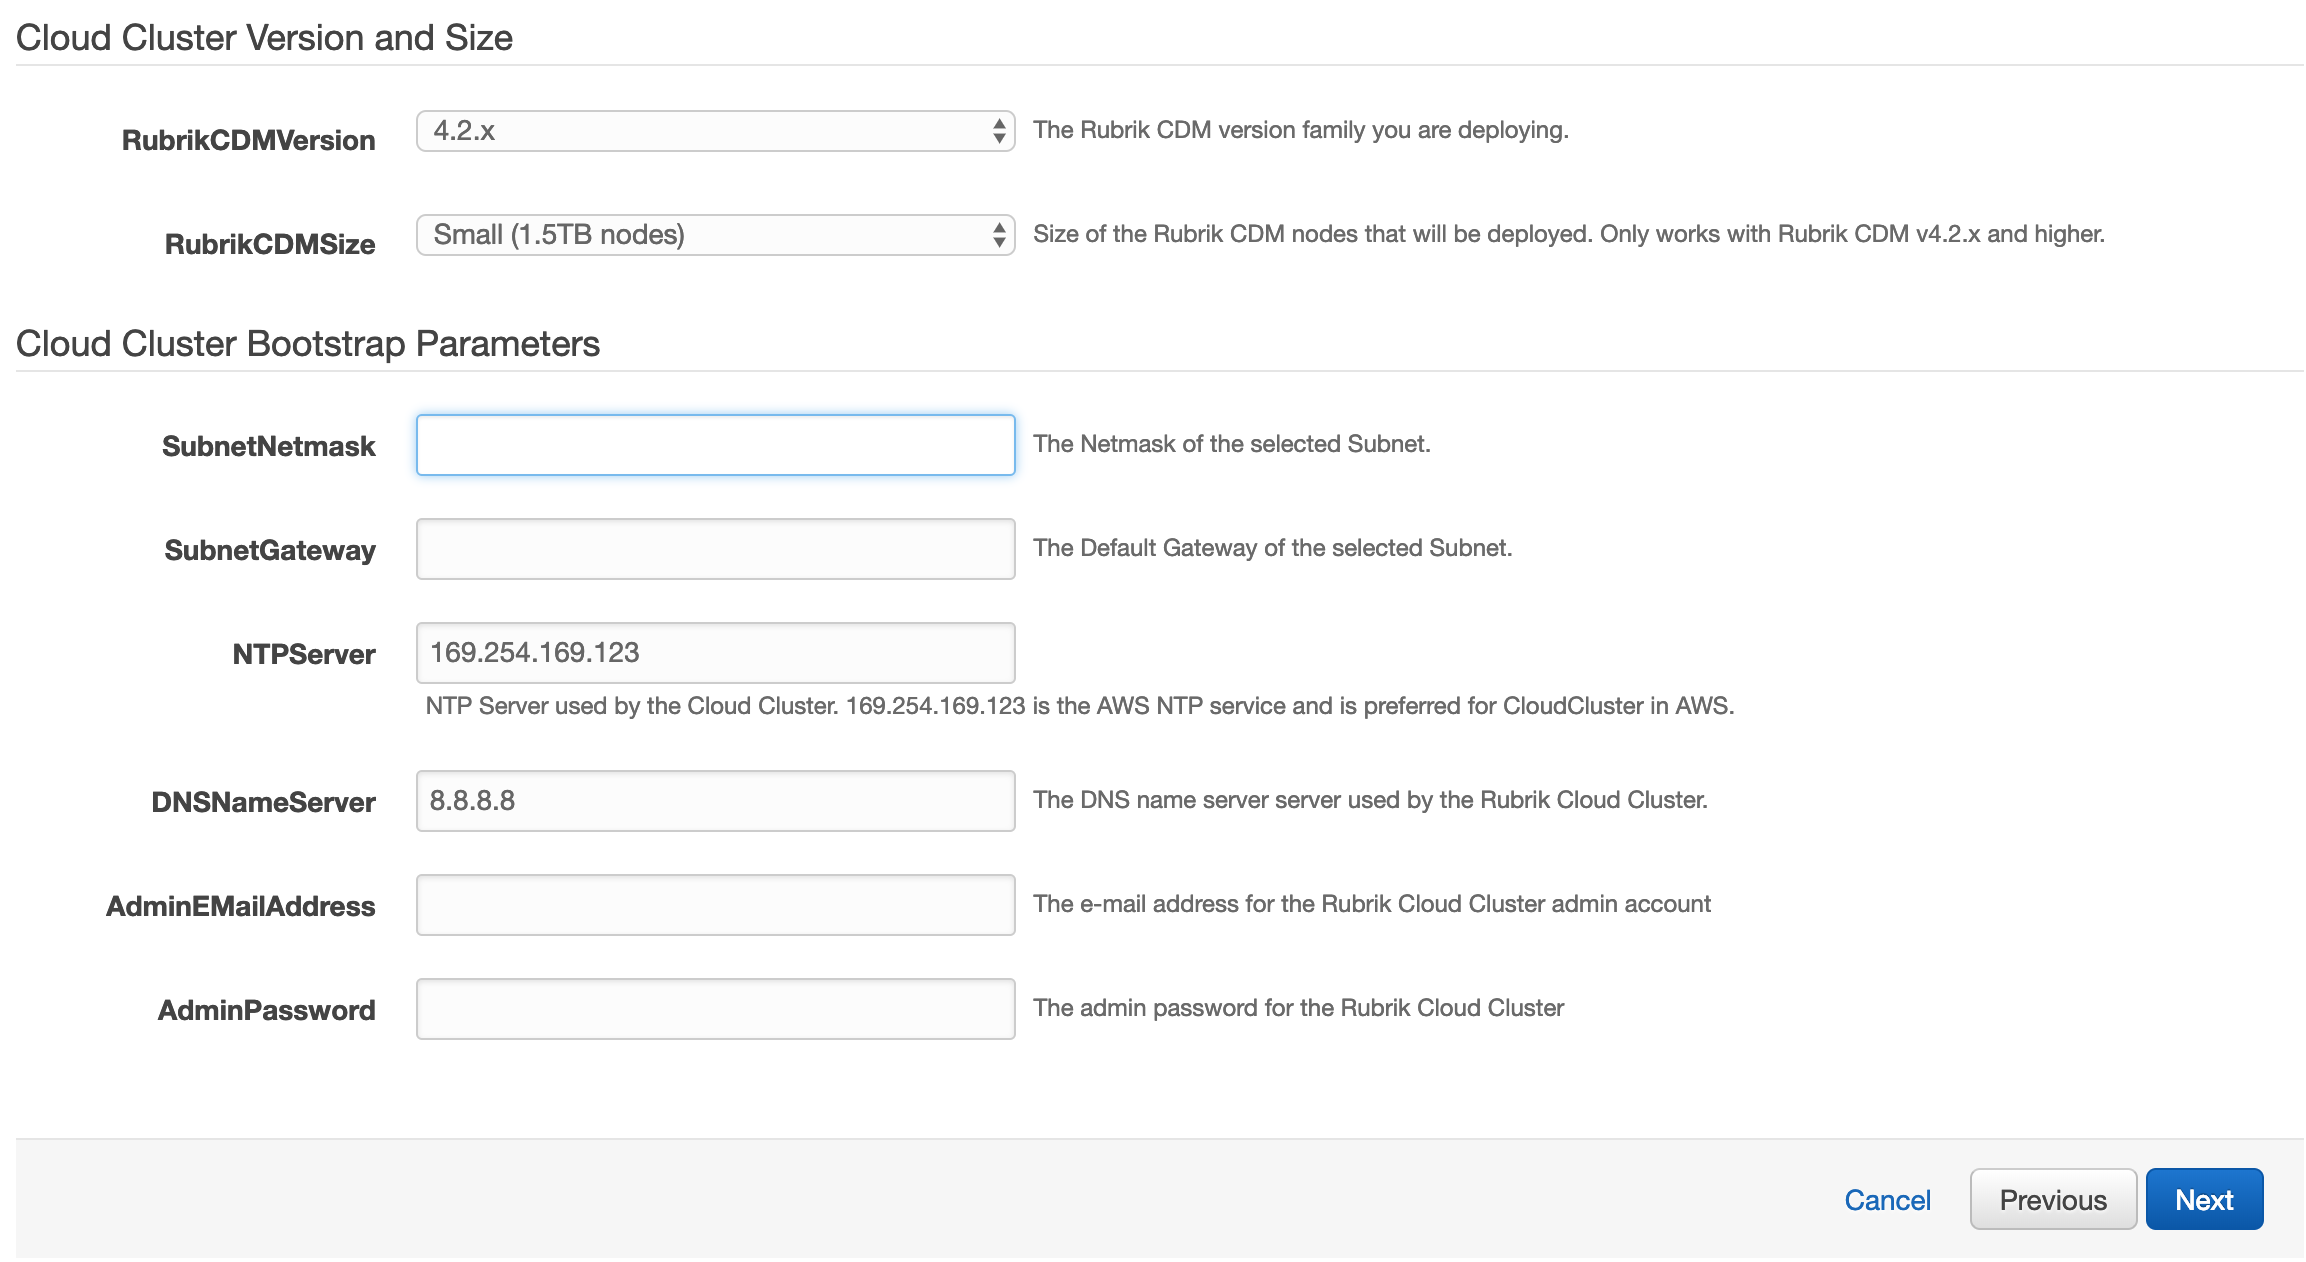 Cloud Cluster Version and Size
RubrikCDMVersion 4.2.x The Rubrik CDM version family you are deploying.
RubrikCDMSize Small (1.5TB nodes) Size of the Rubrik CDM nodes that will be deployed. Only works with Rubrik CDM v4.2.x and higher.
Cloud Cluster Bootstrap Parameters
SubnetNetmask The Netmask of the selected Subnet.
SubnetGateway The Default Gateway of the selected Subnet.
NTPServer 169.254.169.123
NTP Server used by the Cloud Cluster. 169.254.169.123 is the AWS NTP service and is preferred for CloudCluster in AWS.
DNSNameServer 8.8.8.8 The DNS name server server used by the Rubrik Cloud Cluster.
AdminEMailAddress The e-mail address for the Rubrik Cloud Cluster admin account
AdminPassword The admin password for the Rubrik Cloud Cluster
Cancel Previous Next